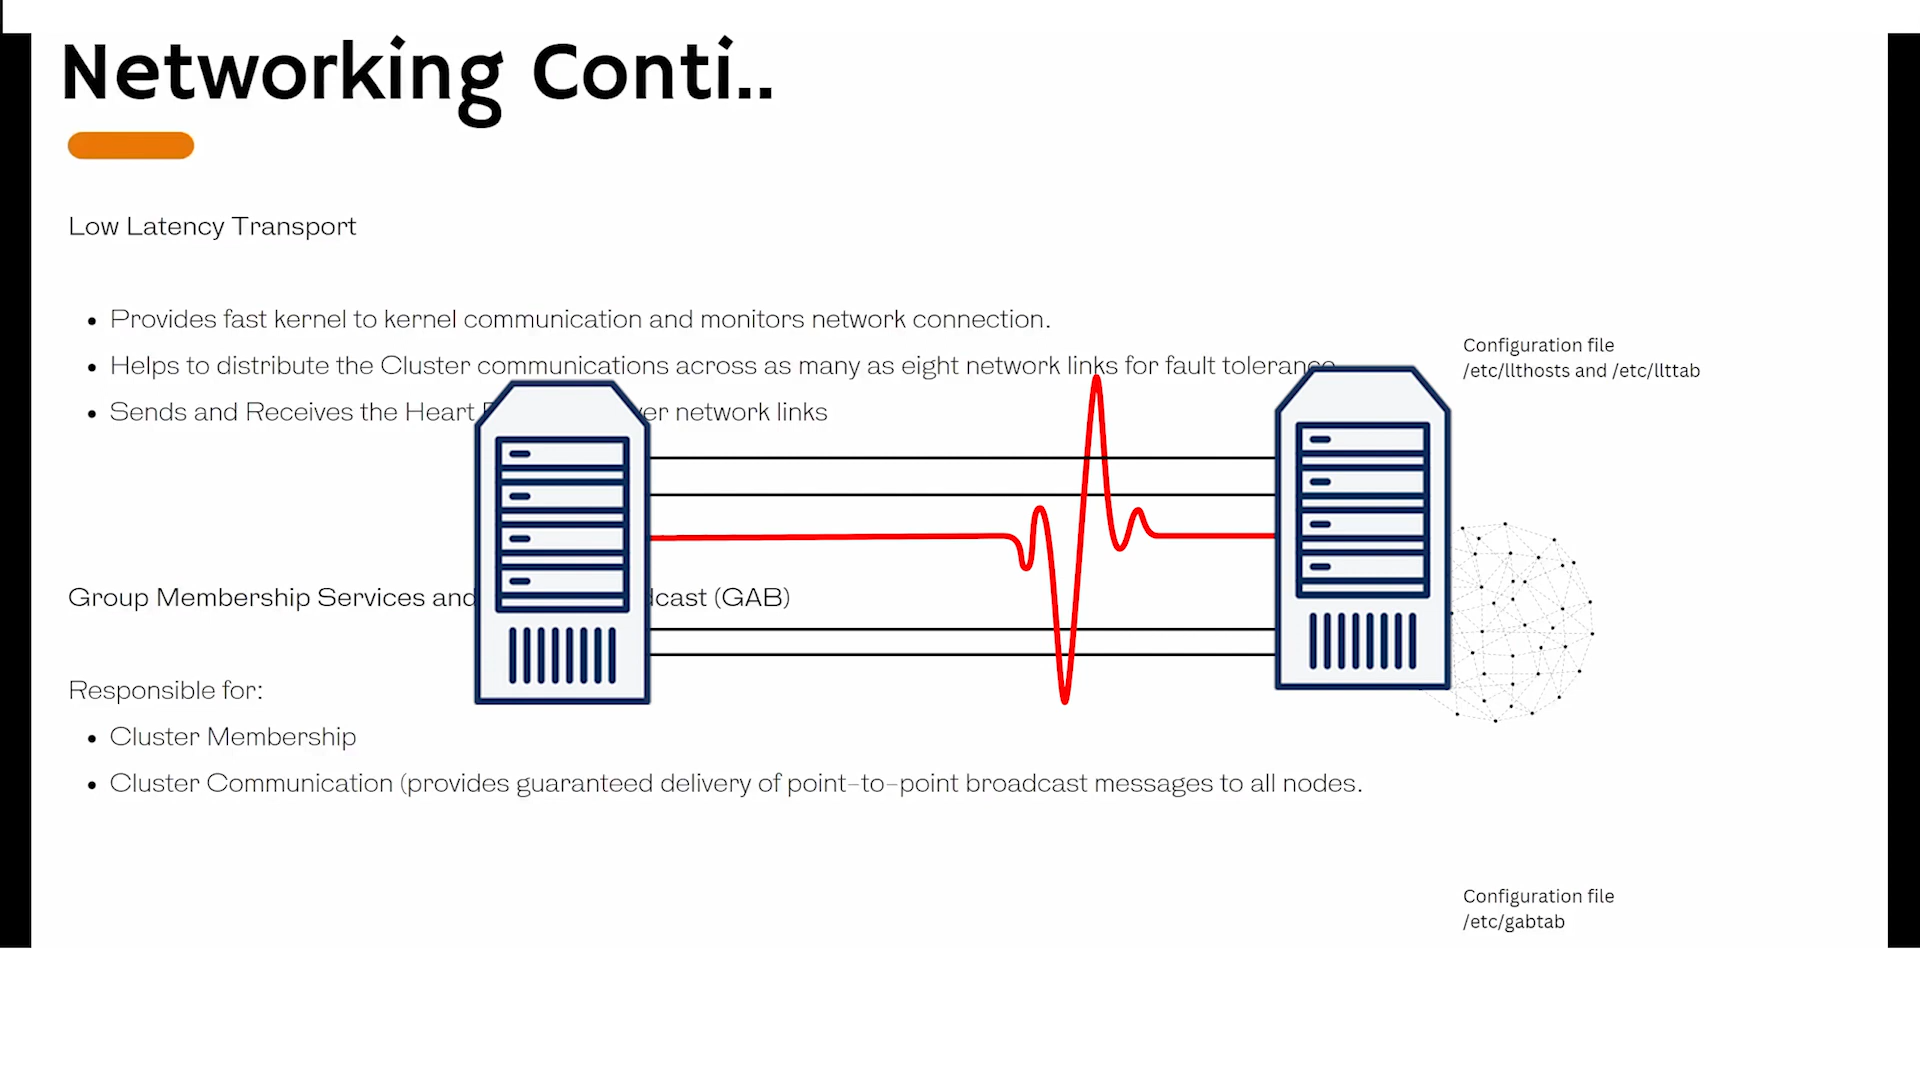 Networking Conti..
Low Latency Transport
• Provides fast kernel to kernel communication and monitors network connection.
• Helps to distribute the Cluster communications across as many as eight network links for fault tolerance
Configuration file
/etc/llthosts and /etc/llttab
• Sends and Receives the Heart network links
Group Membership Services and (GAB)
Responsible for:
• Cluster Membership
• Cluster Communication (provides guaranteed delivery of point-to-point broadcast messages to all nodes.
Configuration file
/etc/gabtab